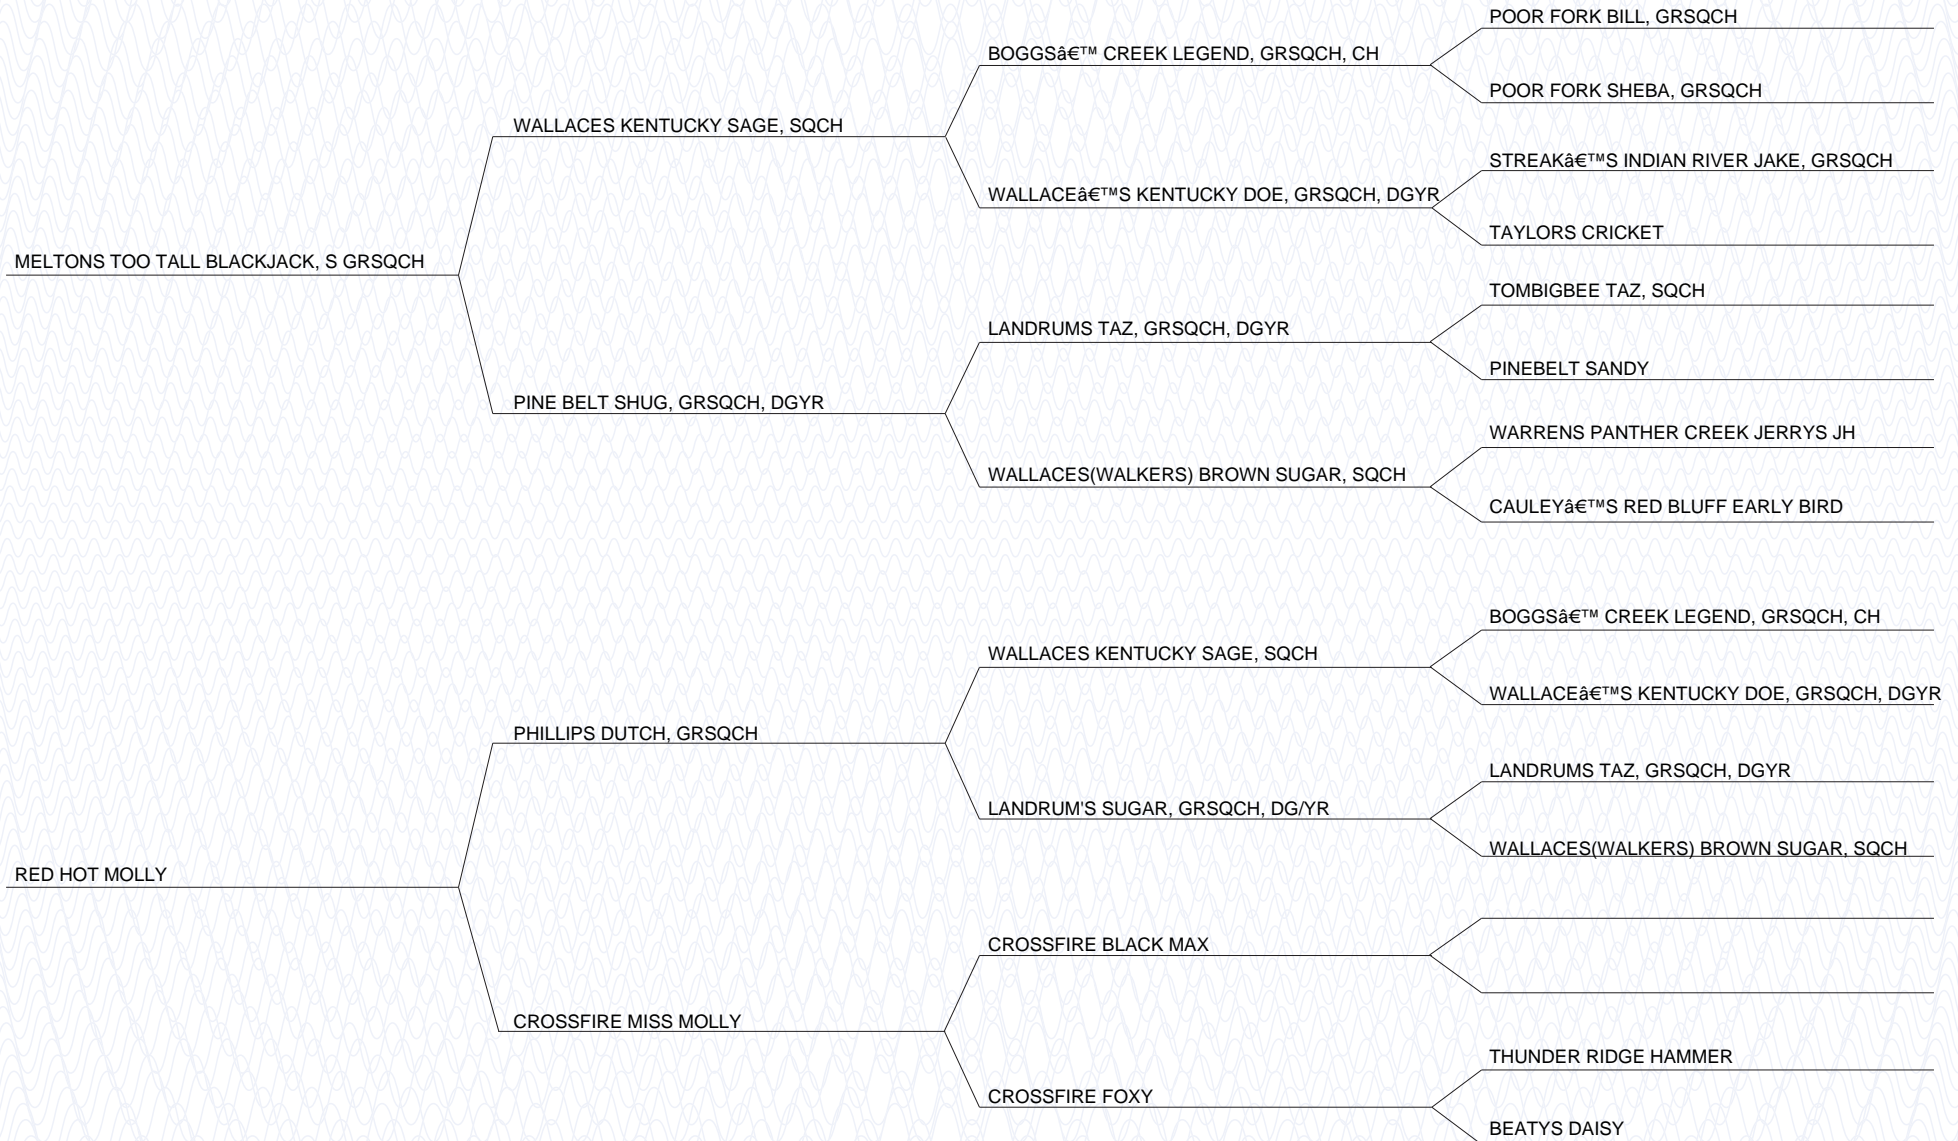 POOR FORK BILL, GRSQCH
BOGGSâ€™ CREEK LEGEND, GRSQCH, CH
POOR FORK SHEBA, GRSQCH
WALLACES KENTUCKY SAGE, SQCH
STREAKâ€™S INDIAN RIVER JAKE, GRSQCH
WALLACEâ€™S KENTUCKY DOE, GRSQCH, DGYR
TAYLORS CRICKET
MELTONS TOO TALL BLACKJACK, S GRSQCH
TOMBIGBEE TAZ, SQCH
LANDRUMS TAZ, GRSQCH, DGYR
PINEBELT SANDY
PINE BELT SHUG, GRSQCH, DGYR
WARRENS PANTHER CREEK JERRYS JH
WALLACES(WALKERS) BROWN SUGAR, SQCH
CAULEYâ€™S RED BLUFF EARLY BIRD
BOGGSâ€™ CREEK LEGEND, GRSQCH, CH
WALLACES KENTUCKY SAGE, SQCH
WALLACEâ€™S KENTUCKY DOE, GRSQCH, DGYR
PHILLIPS DUTCH, GRSQCH
LANDRUMS TAZ, GRSQCH, DGYR
LANDRUM'S SUGAR, GRSQCH, DG/YR
WALLACES(WALKERS) BROWN SUGAR, SQCH
RED HOT MOLLY
CROSSFIRE BLACK MAX
CROSSFIRE MISS MOLLY
THUNDER RIDGE HAMMER
CROSSFIRE FOXY
BEATYS DAISY